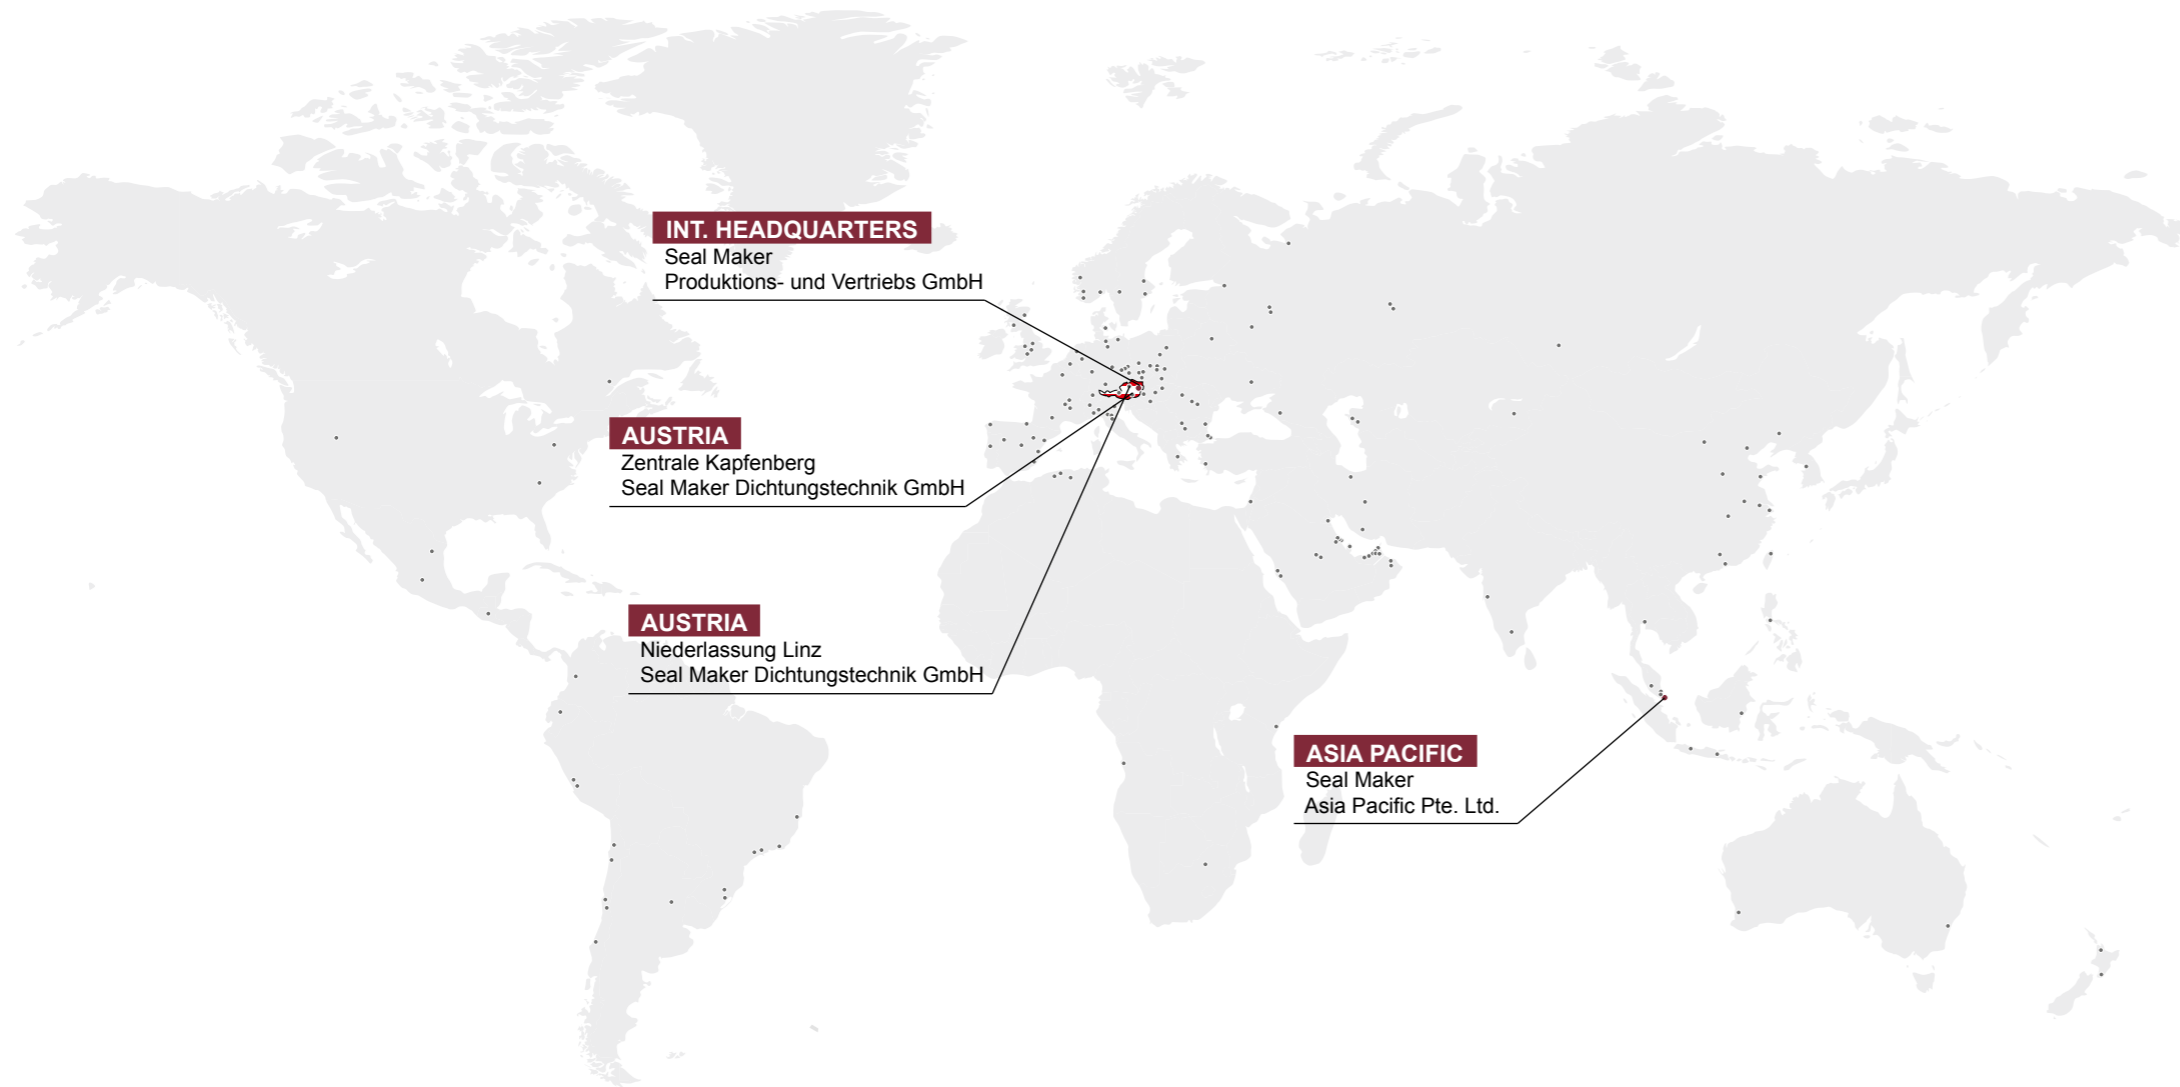 INT. HEADQUARTERS
Seal Maker
Produktions- und Vertriebs GmbH
AUSTRIA
Zentrale Kapfenberg
Seal Maker Dichtungstechnik GmbH
AUSTRIA
Niederlassung Linz
Seal Maker Dichtungstechnik GmbH
ASIA PACIFIC
Seal Maker
Asia Pacific Pte. Ltd.